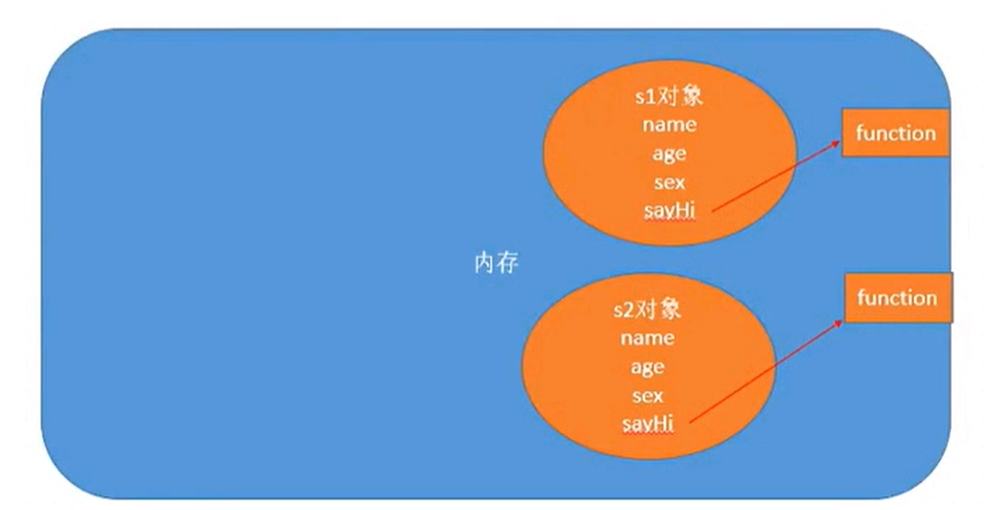 s1对象
name
age
sex
sayHi
function
内存
s2对象
name
age
sex
sayHi
function